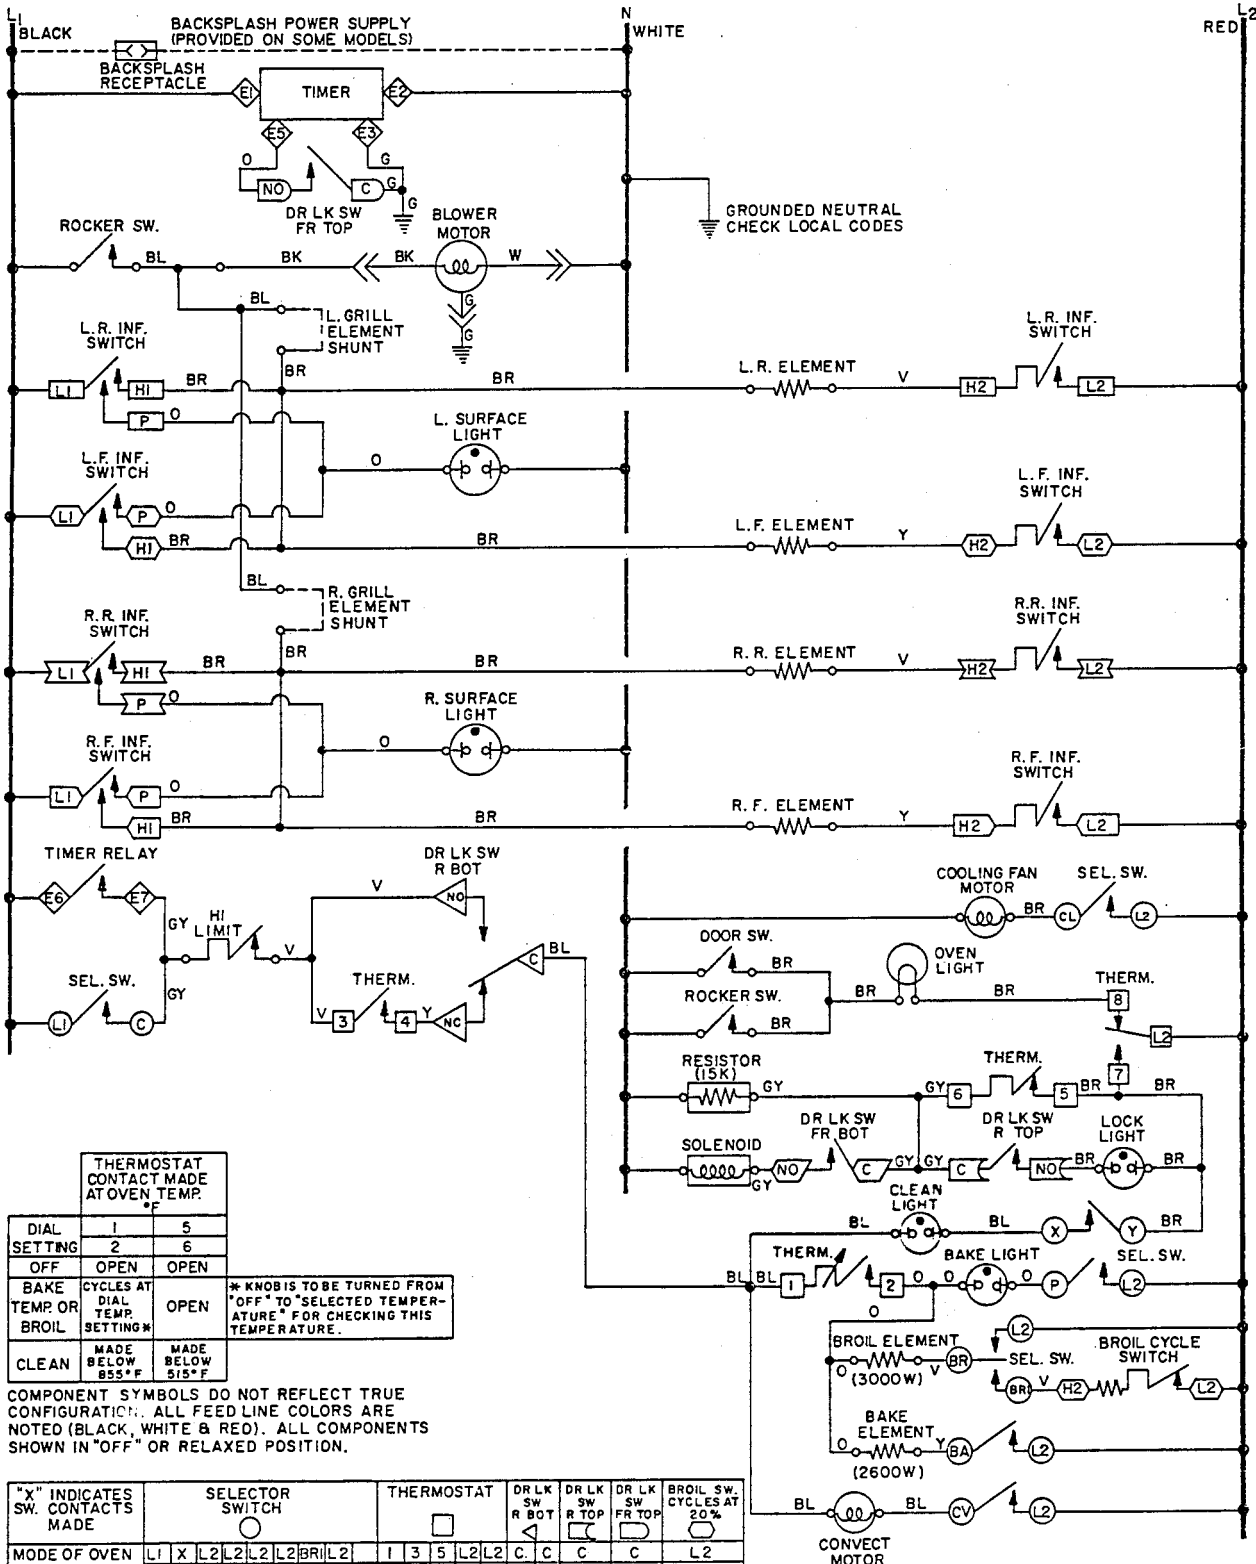 L1
BLACK
BACKSPLASH POWER SUPPLY
(PROVIDED ON SOME MODELS)
N
WHITE
L2
RED
BACKSPLASH
RECEPTACLE
E1
TIMER
E2
E5
E3
O
G
NO
C
G
G
DR LK SW
FR TOP
GROUNDED NEUTRAL
CHECK LOCAL CODES
ROCKER SW.
BLOWER
MOTOR
BL
BK
BK
W
G
G
BL
L. GRILL
ELEMENT
SHUNT
L.R. INF.
SWITCH
BR
L.R. INF.
SWITCH
L1
H1
BR
BR
L.R. ELEMENT
V
H2
L2
P
O
L. SURFACE
LIGHT
O
L.F. INF.
SWITCH
L.F. INF.
SWITCH
L1
P
O
H1
BR
BR
L.F. ELEMENT
Y
H2
L2
BL
R. GRILL
ELEMENT
SHUNT
R.R. INF.
SWITCH
BR
R.R. INF.
SWITCH
L1
H1
BR
BR
R.R. ELEMENT
V
H2
L2
P
O
R. SURFACE
LIGHT
O
R.F. INF.
SWITCH
R.F. INF.
SWITCH
L1
P
O
H1
BR
BR
R.F. ELEMENT
Y
H2
L2
TIMER RELAY
DR LK SW
R BOT
E6
E7
V
NO
COOLING FAN
MOTOR
SEL. SW.
BR
CL
L2
GY
HI
LIMIT
V
C
BL
DOOR SW.
BR
OVEN
LIGHT
SEL. SW.
GY
THERM.
L1
C
V
3
4
Y
NC
ROCKER SW.
BR
BR
BR
THERM.
8
L2
7
RESISTOR
(15K)
GY
GY
6
THERM.
5
BR
BR
SOLENOID
GY
DR LK SW
FR BOT
NO
C
GY
GY
DR LK SW
R TOP
C
NO
BR
LOCK
LIGHT
BR
CLEAN
LIGHT
BL
BL
X
Y
BR
THERM.
BAKE LIGHT
SEL. SW.
BL
BL
1
2
O
O
P
L2
O
BROIL ELEMENT
O
(3000W)
V
BR
L2
SEL. SW.
BROIL CYCLE
SWITCH
BRI
V
H2
L2
BAKE
ELEMENT
O
(2600W)
Y
BA
L2
BL
BL
CV
L2
CONVECT
MOTOR
THERMOSTAT
CONTACT MADE
AT OVEN TEMP.
°F
DIAL
SETTING
1
5
2
6
OFF
OPEN
OPEN
BAKE
TEMP. OR
BROIL
CYCLES AT
DIAL
TEMP.
SETTING*
OPEN
* KNOB IS TO BE TURNED FROM
"OFF" TO "SELECTED TEMPER-
ATURE" FOR CHECKING THIS
TEMPERATURE.
CLEAN
MADE
BELOW
855°F
MADE
BELOW
515°F
COMPONENT SYMBOLS DO NOT REFLECT TRUE
CONFIGURATION. ALL FEED LINE COLORS ARE
NOTED (BLACK, WHITE & RED). ALL COMPONENTS
SHOWN IN "OFF" OR RELAXED POSITION.
"X" INDICATES
SW. CONTACTS
MADE
SELECTOR
SWITCH
THERMOSTAT
DR LK
SW
R BOT
DR LK
SW
R TOP
DR LK
SW
FR TOP
BROIL SW.
CYCLES AT
20%
MODE OF OVEN L1 X L2 L2 L2 L2 BRI L2 1 3 5 L2 L2 C. C C C L2